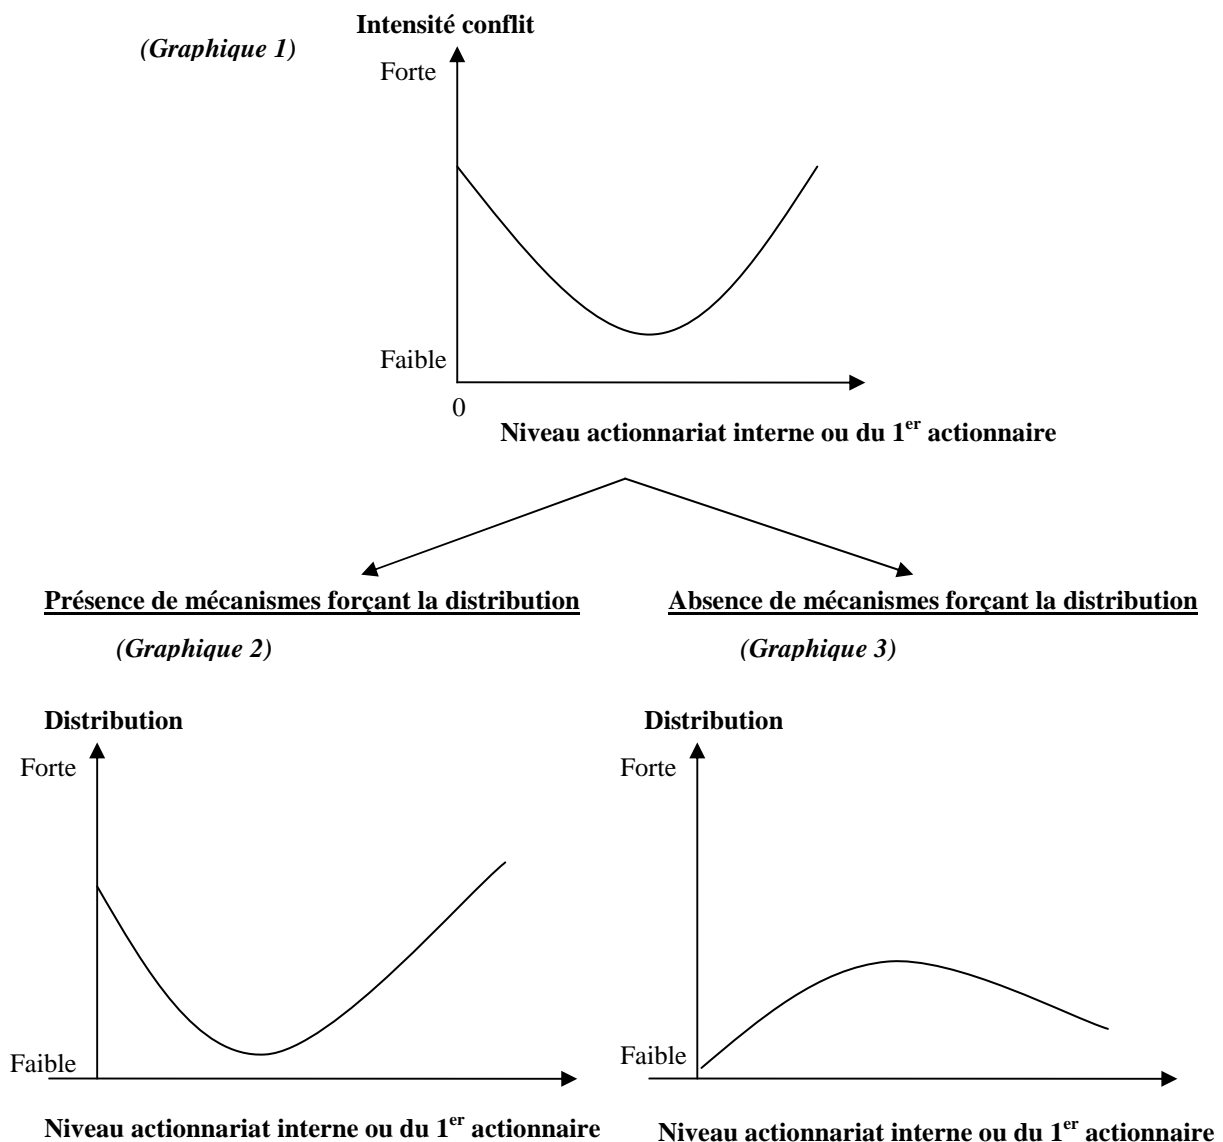 Intensité conflit
(Graphique 1)
Forte
Faible
0
Niveau actionnariat interne ou du 1er actionnaire
Présence de mécanismes forçant la distribution
Absence de mécanismes forçant la distribution
(Graphique 2)
(Graphique 3)
Distribution
Distribution
Forte
Forte
Faible
Faible
Niveau actionnariat interne ou du 1er actionnaire
Niveau actionnariat interne ou du 1er actionnaire